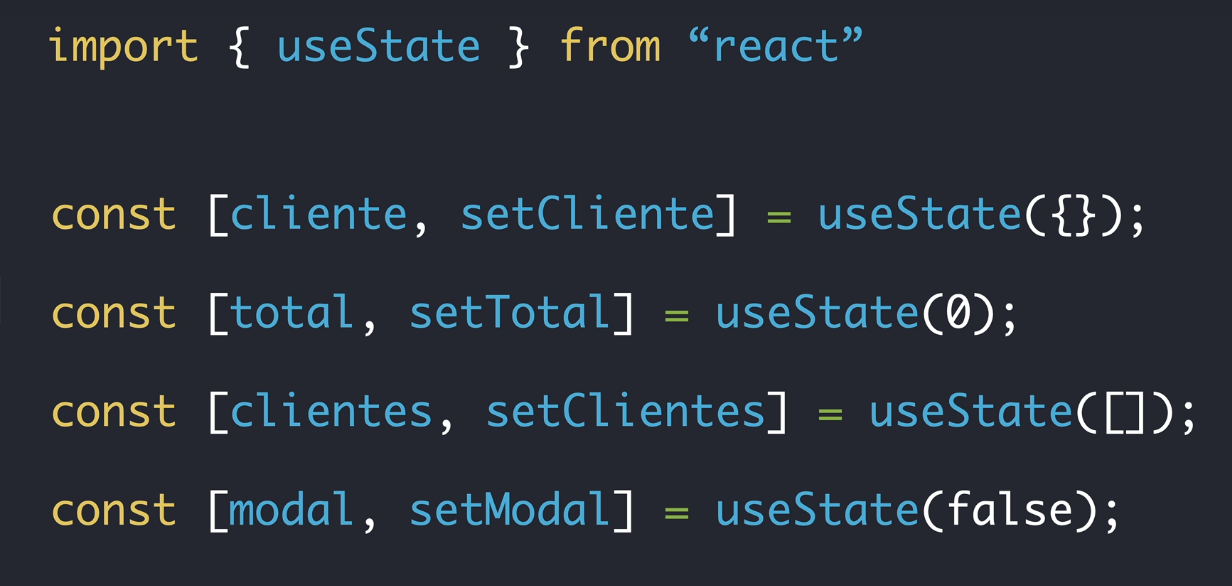 import { useState } from “react”
const [cliente, setCliente] = useState({});
const [total, setTotal] = useState(0);
const [clientes, setClientes] = useState([]);
const [modal, setModal] = useState(false);